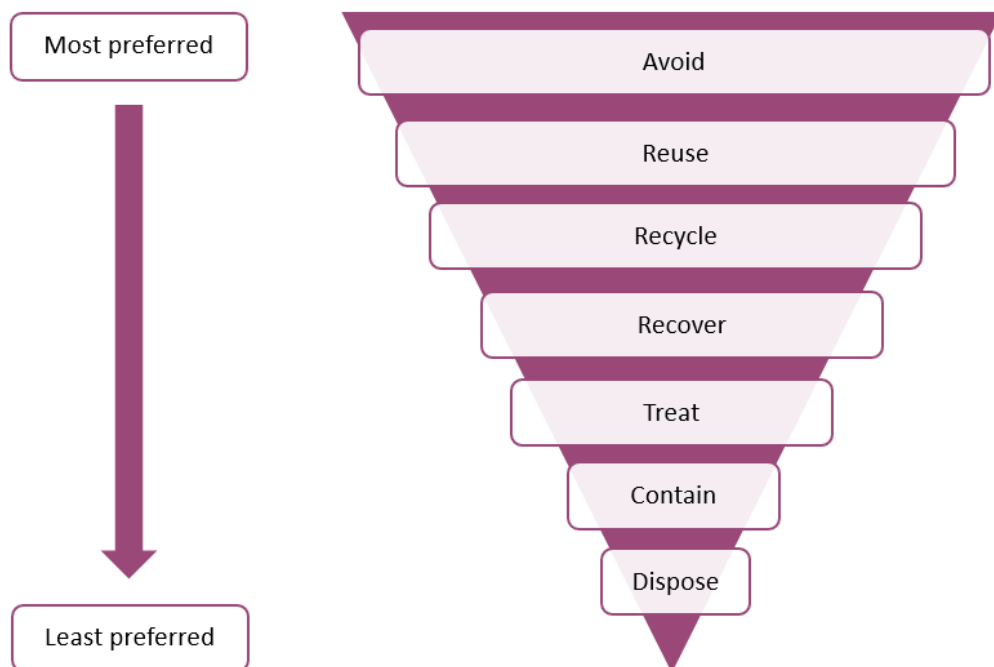 Most preferred
Avoid
Reuse
Recycle
Recover
Treat
Contain
Dispose
Least preferred